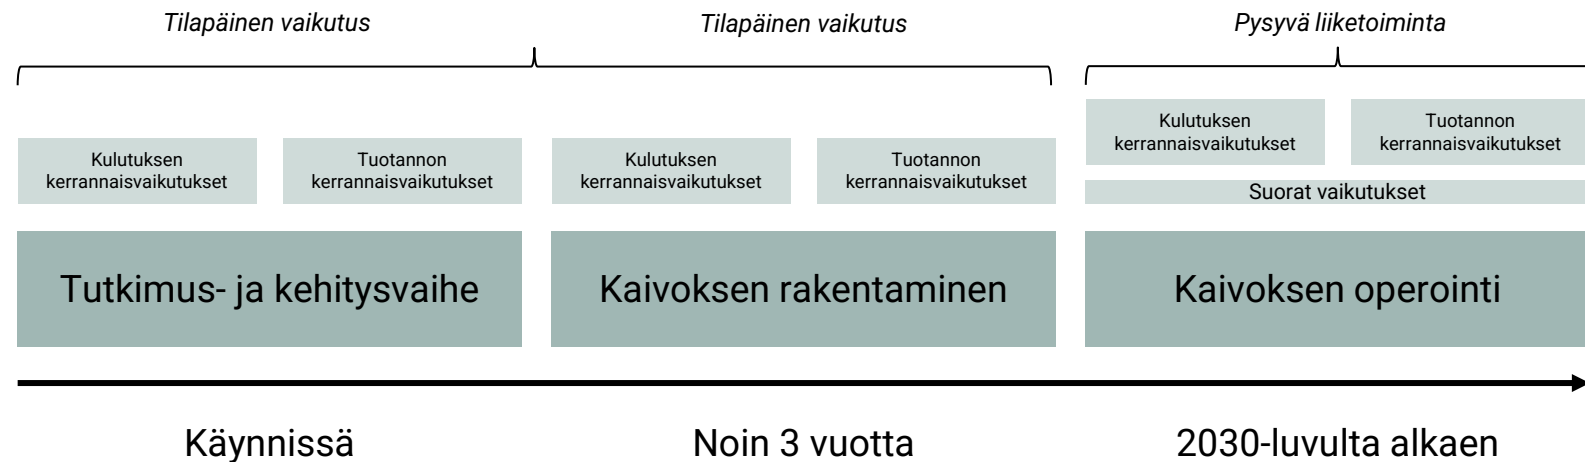 Tilapäinen vaikutus
Tilapäinen vaikutus
Pysyvä liiketoiminta
Kulutuksen
kerrannaisvaikutukset
Tuotannon
kerrannaisvaikutukset
Kulutuksen
kerrannaisvaikutukset
Tuotannon
kerrannaisvaikutukset
Kulutuksen
kerrannaisvaikutukset
Tuotannon
kerrannaisvaikutukset
Suorat vaikutukset
Tutkimus- ja kehitysvaihe
Kaivoksen rakentaminen
Kaivoksen operointi
Käynnissä
Noin 3 vuotta
2030-luvulta alkaen